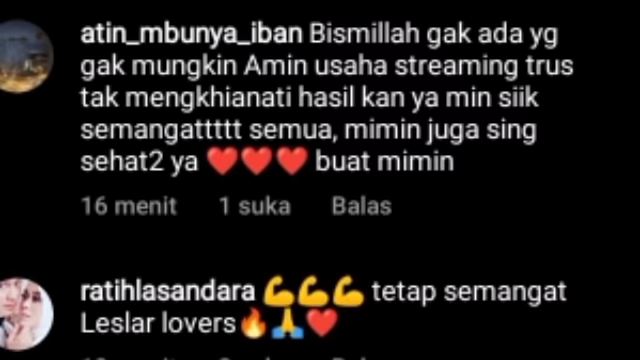 atin_mbunya_iban Bismillah gak ada yg
gak mungkin Amin usaha streaming trus
tak mengkhianati hasil kan ya min siik
semangattttt semua, mimin juga sing
sehat2 ya ❤️❤️❤️ buat mimin
16 menit 1 suka Balas
ratihlasandara 💪💪💪 tetap semangat
Leslar lovers🔥🙏❤️